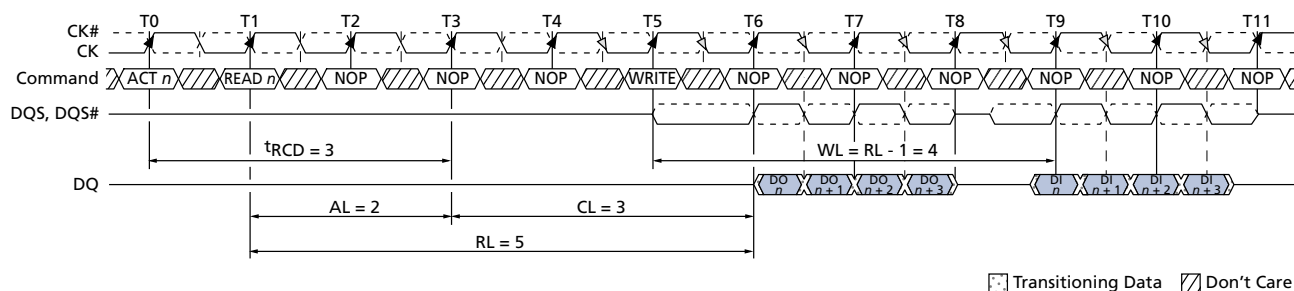 T0 T1 T2 T3 T4 T5 T6 T7 T8 T9 T10 T11
CK#
CK
Command ACT n READ n NOP NOP NOP WRITE NOP NOP NOP NOP NOP NOP
DQS, DQS#
tRCD = 3 WL = RL - 1 = 4
DQ DO n DO n + 1 DO n + 2 DO n + 3 DI n DI n + 1 DI n + 2 DI n + 3
AL = 2 CL = 3
RL = 5
Transitioning Data Don't Care